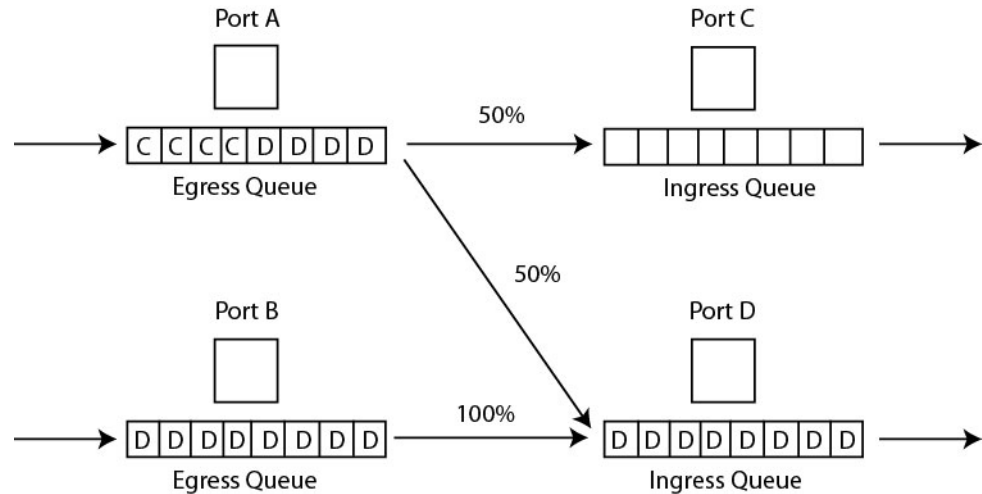 Port A
Port C
50%
C C C C D D D D
Egress Queue
Ingress Queue
50%
Port B
Port D
100%
D D D D D D D D
D D D D D D D D
Egress Queue
Ingress Queue